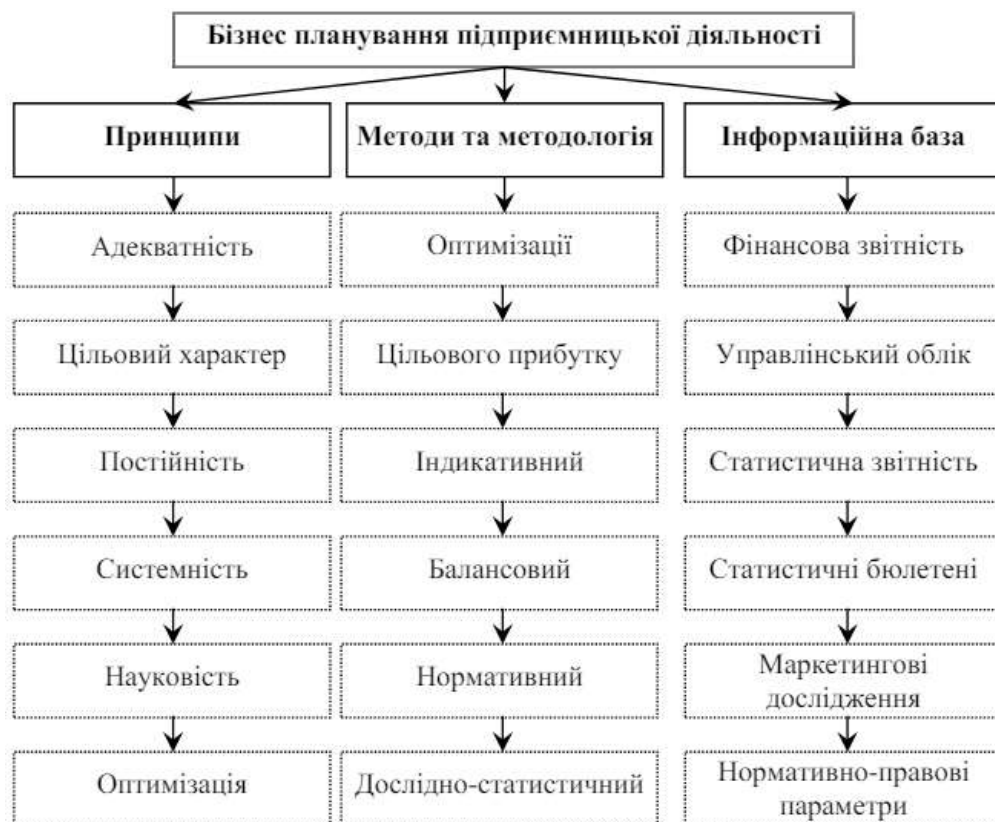 Бізнес планування підприємницької діяльності
Принципи
Методи та методологія
Інформаційна база
Адекватність
Оптимізації
Фінансова звітність
Цільовий характер
Цільового прибутку
Управлінський облік
Постійність
Індикативний
Статистична звітність
Системність
Балансовий
Статистичні бюлетені
Науковість
Нормативний
Маркетингові
дослідження
Оптимізація
Дослідно-статистичний
Нормативно-правові
параметри